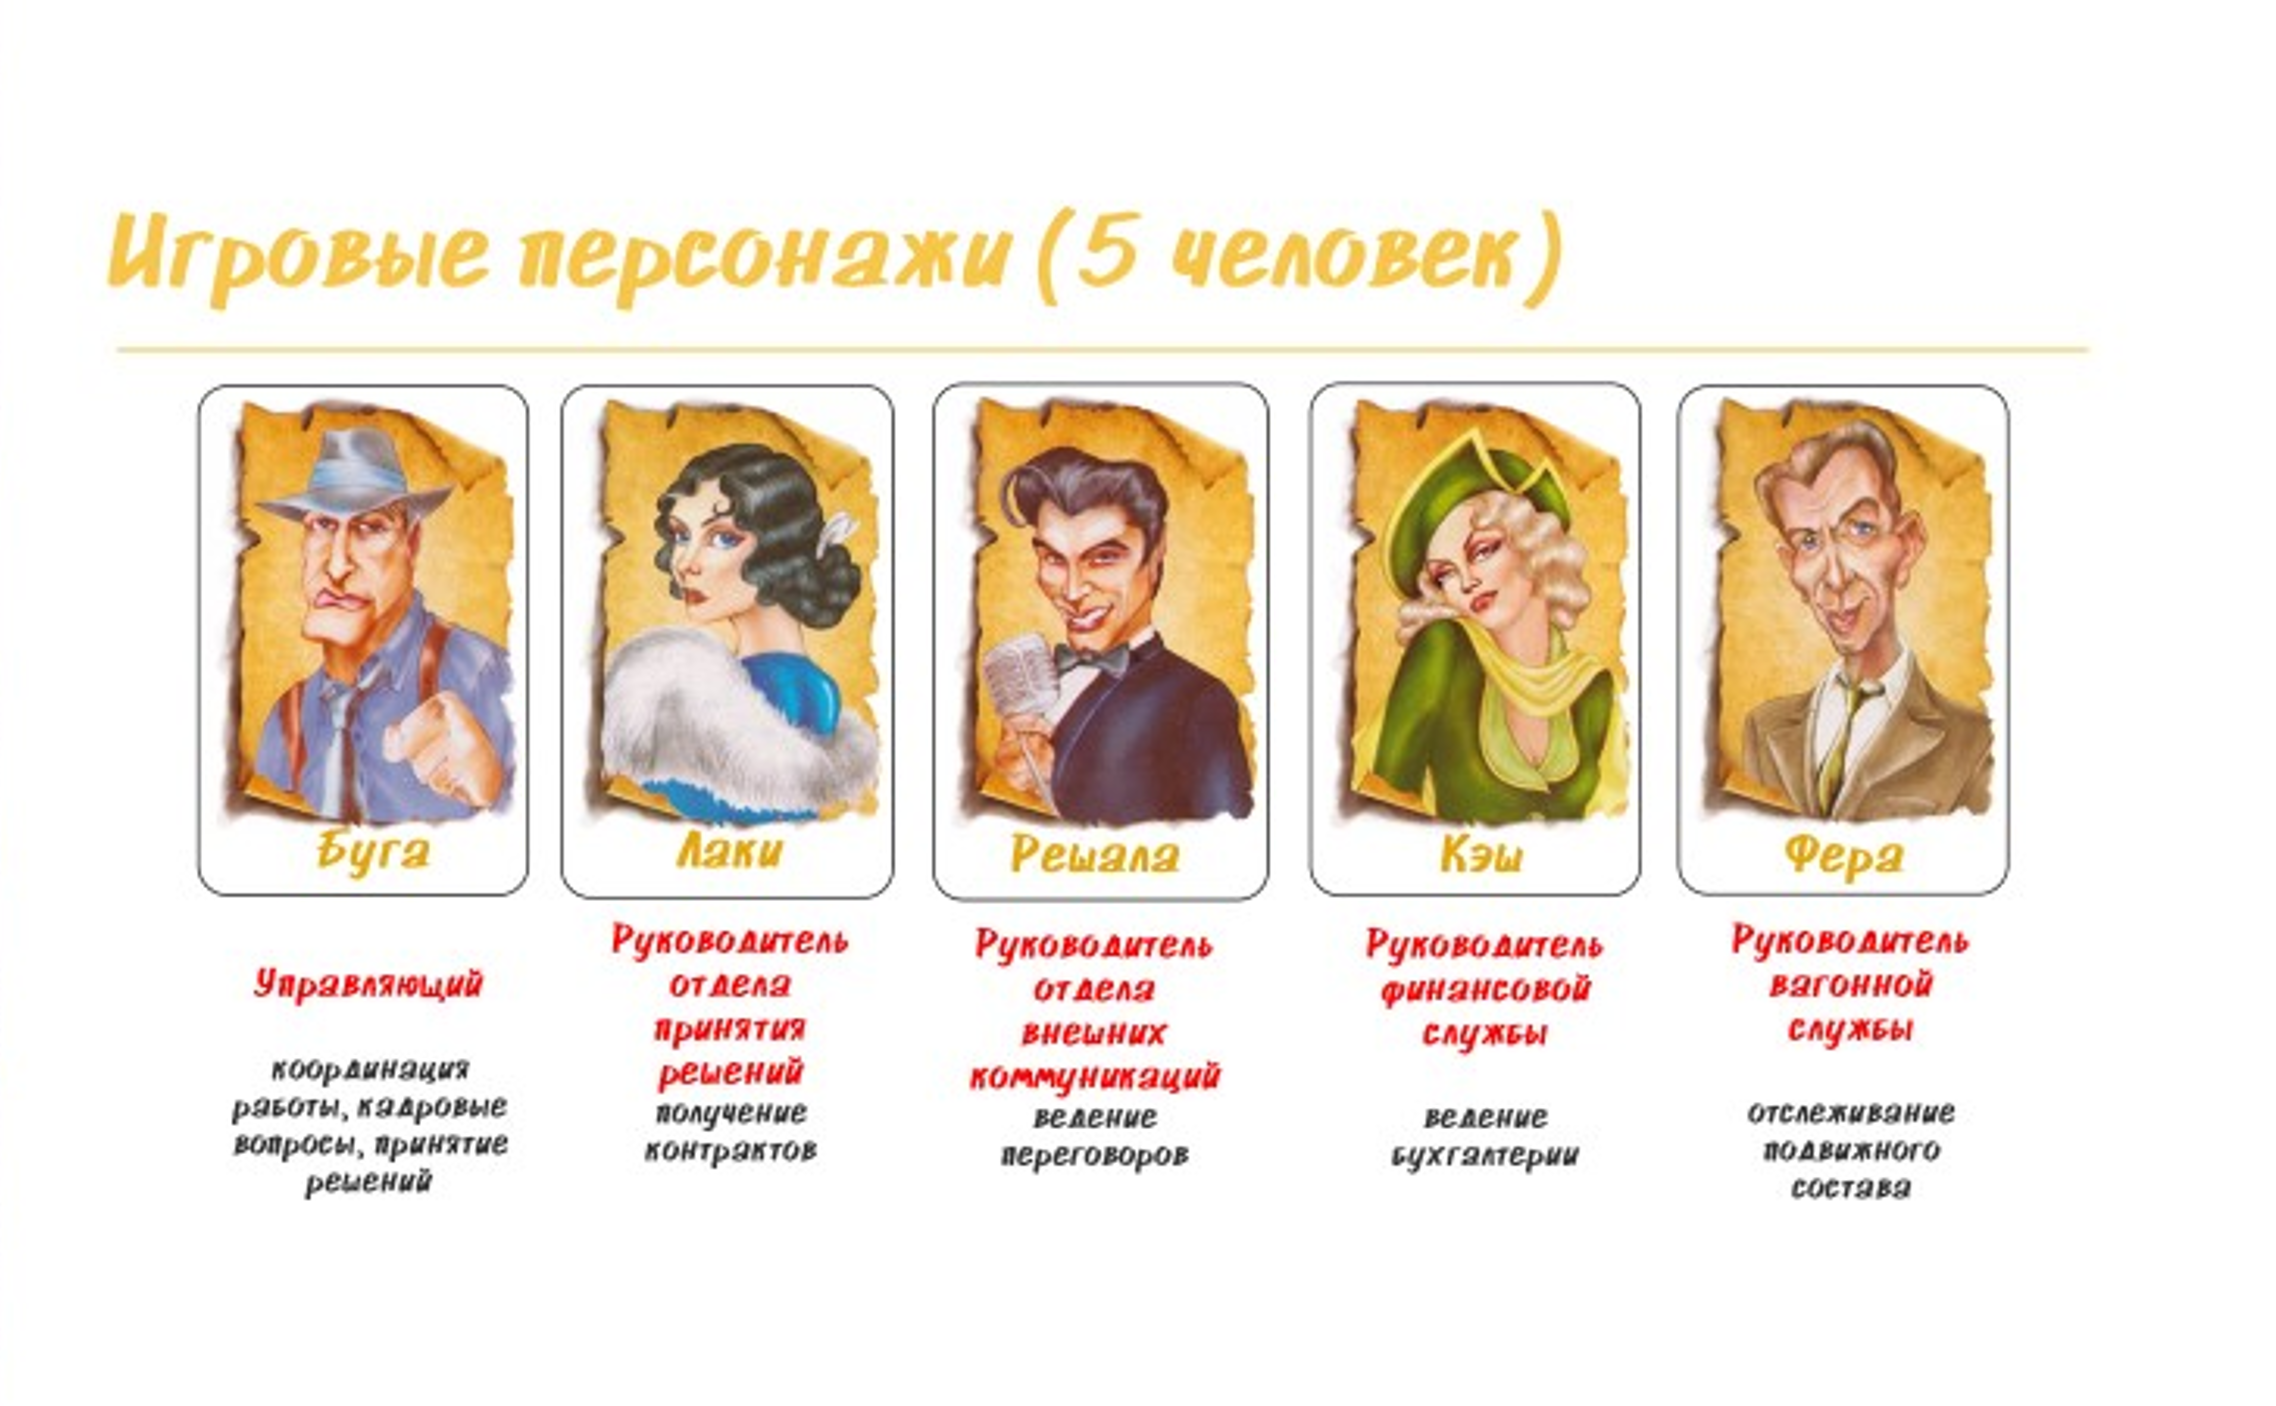 Игровые персонажи (5 человек)
Буга
Лаки
Решала
Кэш
Фера
Управляющий
координация
работы, кадровые
вопросы, принятие
решений
Руководитель
отдела
принятия
решений
получение
контрактов
Руководитель
отдела
внешних
коммуникаций
ведение
переговоров
Руководитель
финансовой
службы
ведение
бухгалтерии
Руководитель
вагонной
службы
отслеживание
подвижного
состава